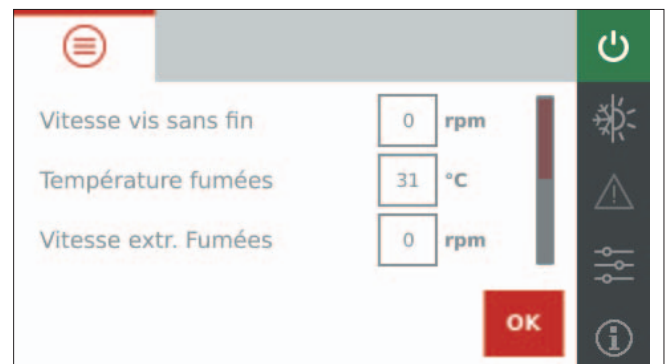 Vitesse vis sans fin 0 rpm
Température fumées 31 °C
Vitesse extr. Fumées 0 rpm
OK